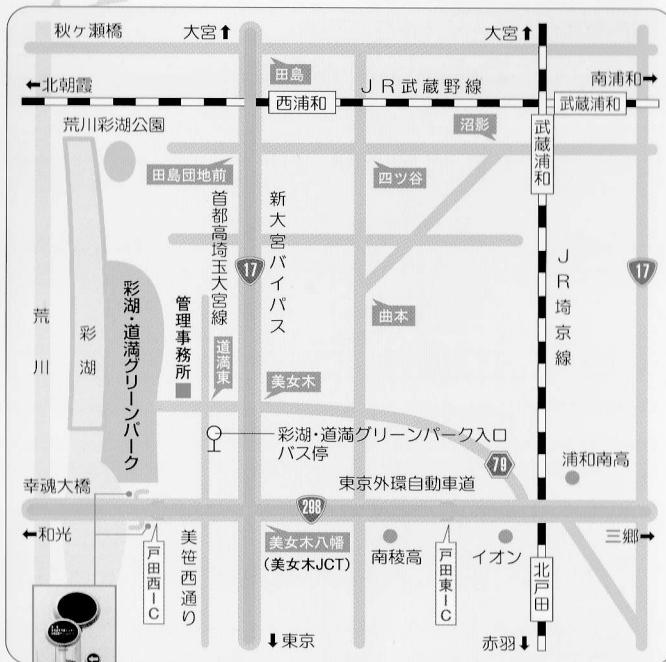 秋ヶ瀬橋
大宮↑
大宮↑
田島
←北朝霞
JR武蔵野線
南浦和→
西浦和
武蔵浦和
荒川彩湖公園
沼影
武蔵浦和
田島団地前
四ツ谷
首都高埼玉大宮線
新大宮バイパス
17
17
JR埼京線
荒川
彩湖
彩湖・道満グリーンパーク
管理事務所
道満東
曲本
美女木
彩湖・道満グリーンパーク入口
バス停
79
浦和南高
幸魂大橋
東京外環自動車道
298
←和光
三郷→
戸田西IC
美笹西通り
美女木八幡
(美女木JCT)
南稜高
戸田東IC
イオン
北戸田
↓東京
赤羽↓